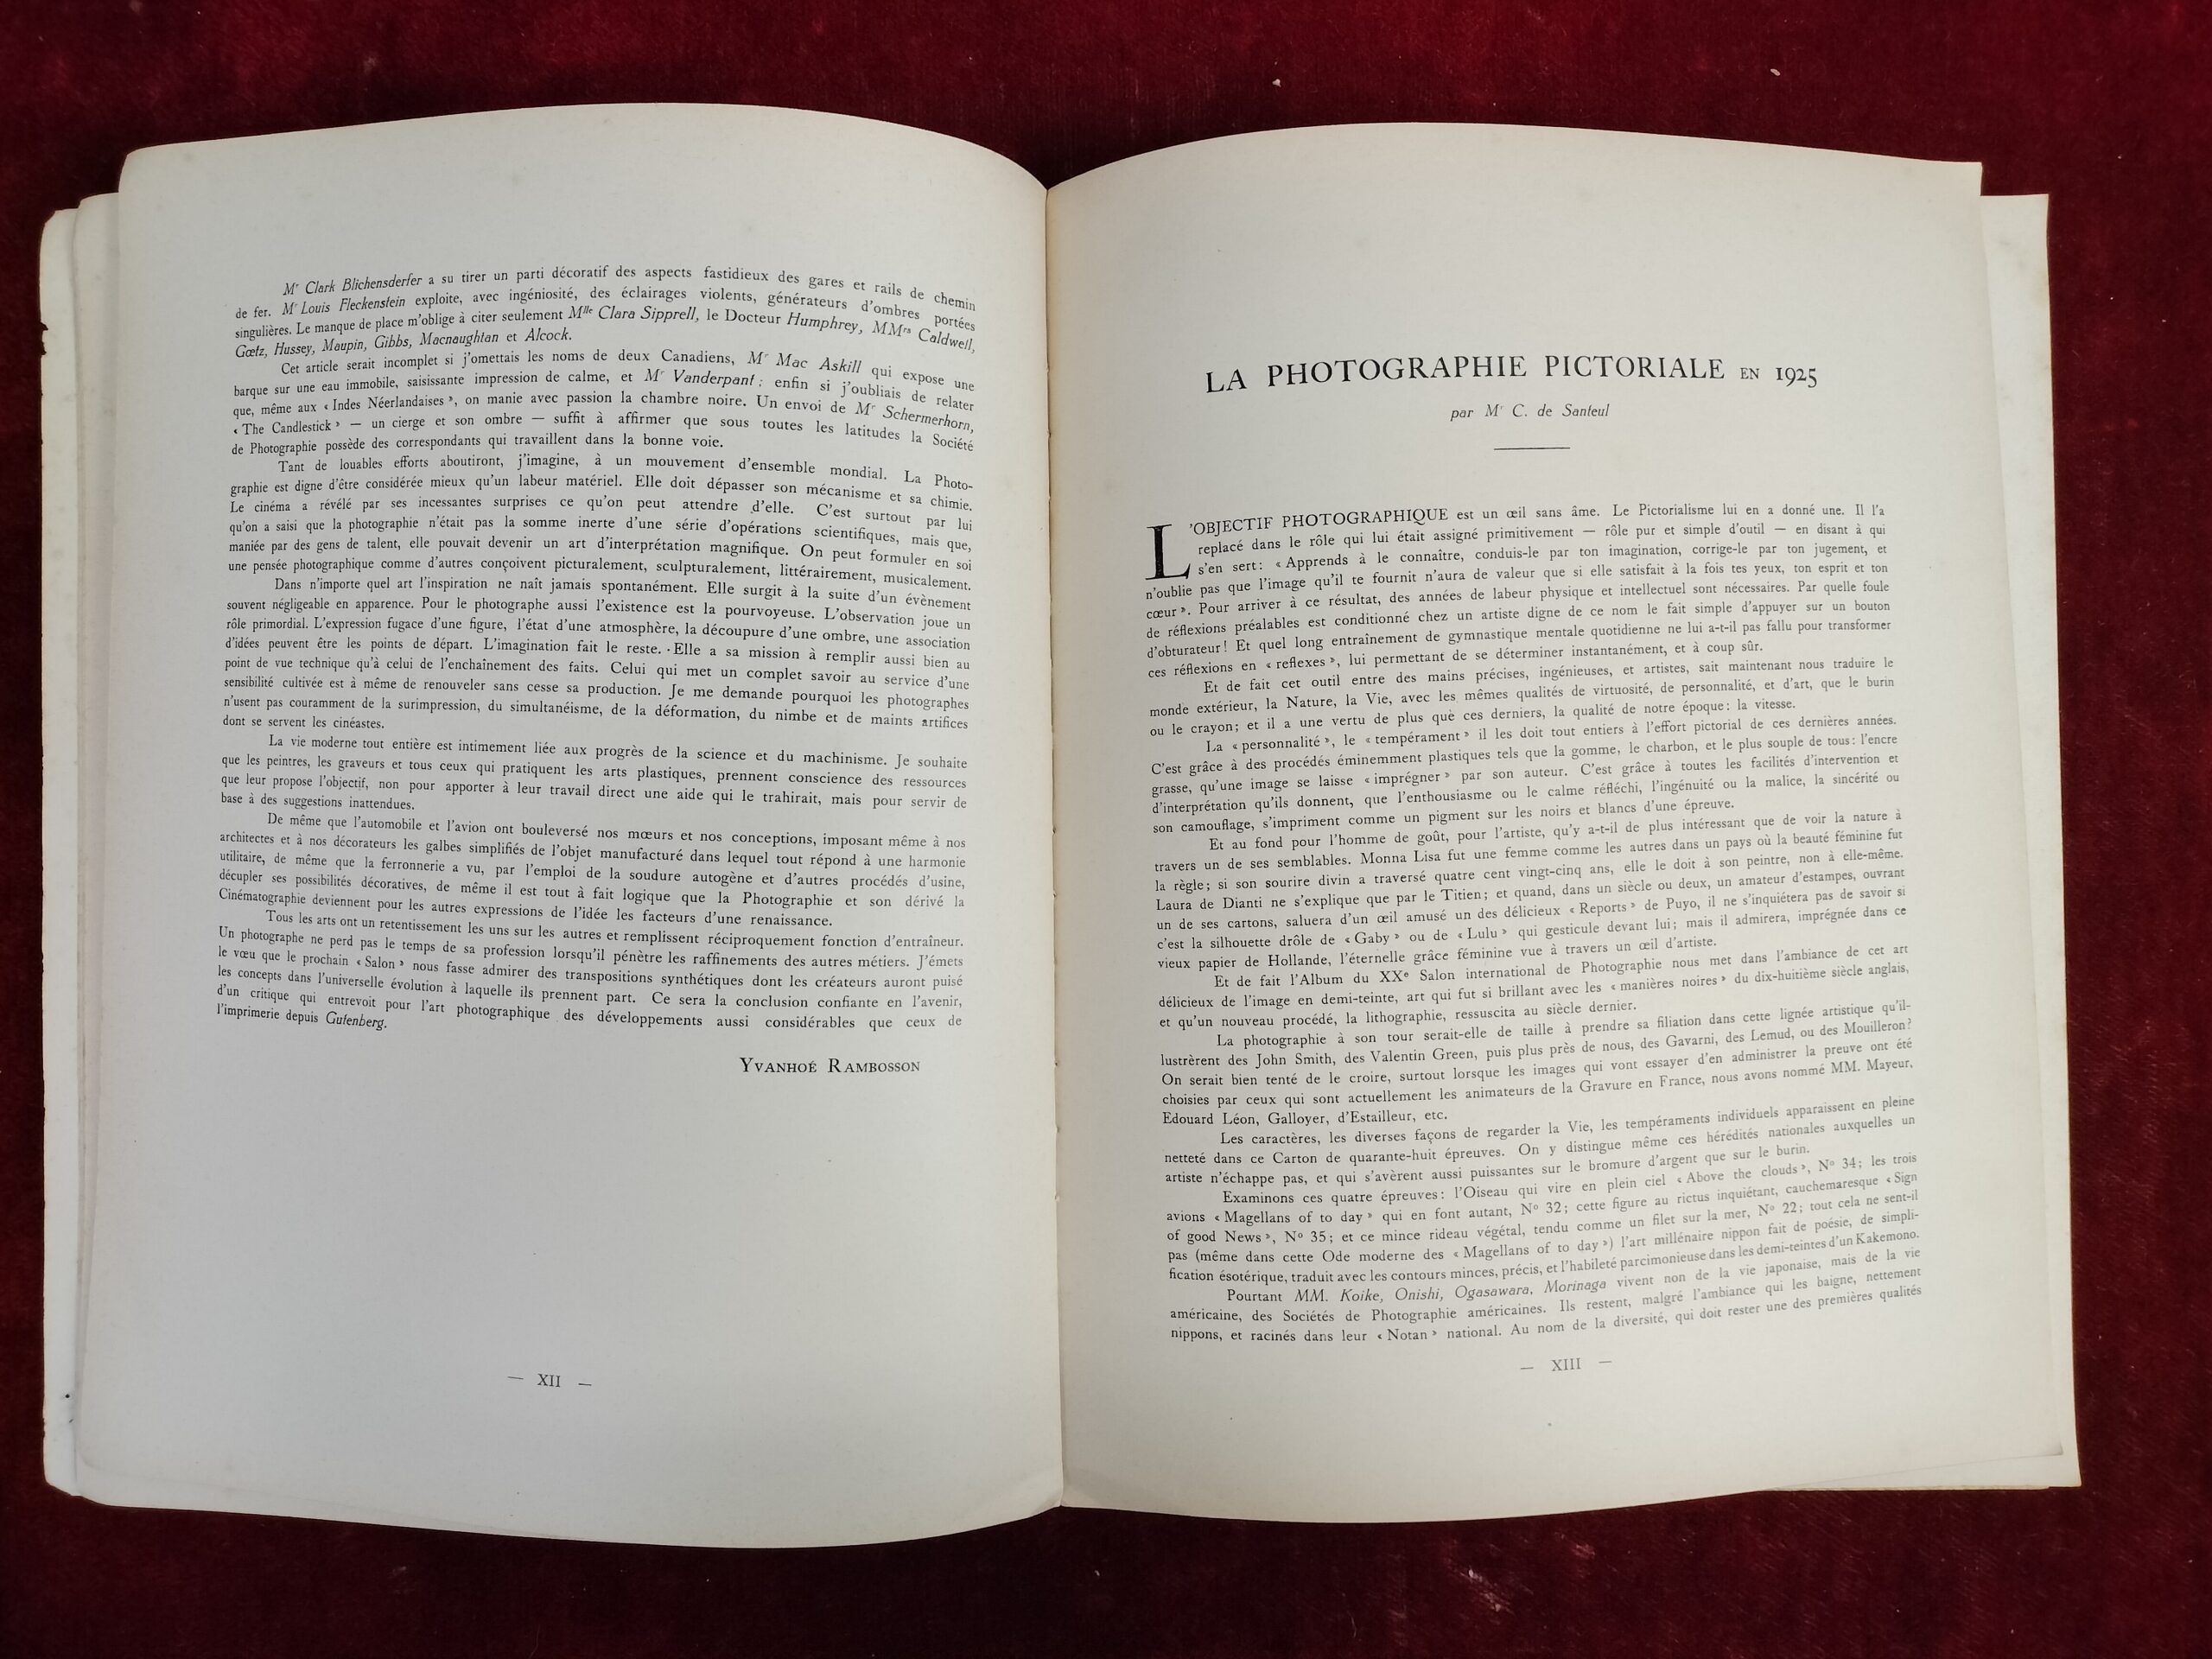 Mr Clark Blichensderfer a su tirer un parti décoratif des aspects fastidieux des gares et rails de chemin
de fer. Mr Louis Fleckenstein exploite, avec ingéniosité, des éclairages violents, générateurs d'ombres portées
singulières. Le manque de place m'oblige à citer seulement Mlle Clara Sipprell, le Docteur Humphrey, MMrs Caldwell,
Gœtz, Hussey, Maupin, Gibbs, Macnaughtan et Alcock.
Cet article serait incomplet si j'omettais les noms de deux Canadiens, Mr Mac Askill qui expose une
barque sur une eau immobile, saisissante impression de calme, et Mr Vanderpant ; enfin si j'oubliais de relater
que, même aux « Indes Néerlandaises », on manie avec passion la chambre noire. Un envoi de Mr Schermerhorn,
« The Candlestick » — un cierge et son ombre — suffit à affirmer que sous toutes les latitudes la Société
de Photographie possède des correspondants qui travaillent dans la bonne voie.
Tant de louables efforts aboutiront, j'imagine, à un mouvement d'ensemble mondial. La Photo-
graphie est digne d'être considérée mieux qu'un labeur matériel. Elle doit dépasser son mécanisme et sa chimie.
Le cinéma a révélé par ses incessantes surprises ce qu'on peut attendre d'elle. C'est surtout par lui
qu'on a saisi que la photographie n'était pas la somme inerte d'une série d'opérations scientifiques, mais que,
maniée par des gens de talent, elle pouvait devenir un art d'interprétation magnifique. On peut formuler en soi
une pensée photographique comme d'autres conçoivent picturalement, sculpturalement, littérairement, musicalement.
Dans n'importe quel art l'inspiration ne naît jamais spontanément. Elle surgit à la suite d'un évènement
souvent négligeable en apparence. Pour le photographe aussi l'existence est la pourvoyeuse. L'observation joue un
rôle primordial. L'expression fugace d'une figure, l'état d'une atmosphère, la découpure d'une ombre, une association
d'idées peuvent être les points de départ. L'imagination fait le reste. Elle a sa mission à remplir aussi bien au
point de vue technique qu'à celui de l'enchaînement des faits. Celui qui met un complet savoir au service d'une
sensibilité cultivée est à même de renouveler sans cesse sa production. Je me demande pourquoi les photographes
n'usent pas couramment de la surimpression, du simultanéisme, de la déformation, du nimbe et de maints artifices
dont se servent les cinéastes.
La vie moderne tout entière est intimement liée aux progrès de la science et du machinisme. Je souhaite
que les peintres, les graveurs et tous ceux qui pratiquent les arts plastiques, prennent conscience des ressources
que leur propose l'objectif, non pour apporter à leur travail direct une aide qui le trahirait, mais pour servir de
base à des suggestions inattendues.
De même que l'automobile et l'avion ont bouleversé nos mœurs et nos conceptions, imposant même à nos
architectes et à nos décorateurs les galbes simplifiés de l'objet manufacturé dans lequel tout répond à une harmonie
utilitaire, de même que la ferronnerie a vu, par l'emploi de la soudure autogène et d'autres procédés d'usine,
décupler ses possibilités décoratives, de même il est tout à fait logique que la Photographie et son dérivé la
Cinématographie deviennent pour les autres expressions de l'idée les facteurs d'une renaissance.
Tous les arts ont un retentissement les uns sur les autres et remplissent réciproquement fonction d'entraîneur.
Un photographe ne perd pas le temps de sa profession lorsqu'il pénètre les raffinements des autres métiers. J'émets
le vœu que le prochain « Salon » nous fasse admirer des transpositions synthétiques dont les créateurs auront puisé
les concepts dans l'universelle évolution à laquelle ils prennent part. Ce sera la conclusion confiante en l'avenir,
d'un critique qui entrevoit pour l'art photographique des développements aussi considérables que ceux de
l'imprimerie depuis Gutenberg.
YVANHOÉ RAMBOSSON
— XII —
LA PHOTOGRAPHIE PICTORIALE EN 1925
par Mr C. de Santeul
L'OBJECTIF PHOTOGRAPHIQUE est un œil sans âme. Le Pictorialisme lui en a donné une. Il l'a
replacé dans le rôle qui lui était assigné primitivement — rôle pur et simple d'outil — en disant à qui
s'en sert : « Apprends à le connaître, conduis-le par ton imagination, corrige-le par ton jugement, et
n'oublie pas que l'image qu'il te fournit n'aura de valeur que si elle satisfait à la fois tes yeux, ton esprit et ton
cœur ». Pour arriver à ce résultat, des années de labeur physique et intellectuel sont nécessaires. Par quelle foule
de réflexions préalables est conditionné chez un artiste digne de ce nom le fait simple d'appuyer sur un bouton
d'obturateur ! Et quel long entraînement de gymnastique mentale quotidienne ne lui a-t-il pas fallu pour transformer
ces réflexions en « reflexes », lui permettant de se déterminer instantanément, et à coup sûr.
Et de fait cet outil entre des mains précises, ingénieuses, et artistes, sait maintenant nous traduire le
monde extérieur, la Nature, la Vie, avec les mêmes qualités de virtuosité, de personnalité, et d'art, que le burin
ou le crayon ; et il a une vertu de plus que ces derniers, la qualité de notre époque : la vitesse.
La « personnalité », le « tempérament » il les doit tout entiers à l'effort pictorial de ces dernières années.
C'est grâce à des procédés éminemment plastiques tels que la gomme, le charbon, et le plus souple de tous : l'encre
grasse, qu'une image se laisse « imprégner » par son auteur. C'est grâce à toutes les facilités d'intervention et
d'interprétation qu'ils donnent, que l'enthousiasme ou le calme réfléchi, l'ingénuité ou la malice, la sincérité ou
son camouflage, s'impriment comme un pigment sur les noirs et blancs d'une épreuve.
Et au fond pour l'homme de goût, pour l'artiste, qu'y a-t-il de plus intéressant que de voir la nature à
travers un de ses semblables. Monna Lisa fut une femme comme les autres dans un pays où la beauté féminine fut
la règle ; si son sourire divin a traversé quatre cent vingt-cinq ans, elle le doit à son peintre, non à elle-même.
Laura de Dianti ne s'explique que par le Titien ; et quand, dans un siècle ou deux, un amateur d'estampes, ouvrant
un de ses cartons, saluera d'un œil amusé un des délicieux « Reports » de Puyo, il ne s'inquiétera pas de savoir si
c'est la silhouette drôle de « Gaby » ou de « Lulu » qui gesticule devant lui ; mais il admirera, imprégnée dans ce
vieux papier de Hollande, l'éternelle grâce féminine vue à travers un œil d'artiste.
Et de fait l'Album du XXe Salon international de Photographie nous met dans l'ambiance de cet art
délicieux de l'image en demi-teinte, art qui fut si brillant avec les « manières noires » du dix-huitième siècle anglais,
et qu'un nouveau procédé, la lithographie, ressuscita au siècle dernier.
La photographie à son tour serait-elle de taille à prendre sa filiation dans cette lignée artistique qu'il-
lustrèrent des John Smith, des Valentin Green, puis plus près de nous, des Gavarni, des Lemud, ou des Mouilleron ?
On serait bien tenté de le croire, surtout lorsque les images qui vont essayer d'en administrer la preuve ont été
choisies par ceux qui sont actuellement les animateurs de la Gravure en France, nous avons nommé MM. Mayeur,
Edouard Léon, Galloyer, d'Estailleur, etc.
Les caractères, les diverses façons de regarder la Vie, les tempéraments individuels apparaissent en pleine
netteté dans ce Carton de quarante-huit épreuves. On y distingue même ces hérédités nationales auxquelles un
artiste n'échappe pas, et qui s'avèrent aussi puissantes sur le bromure d'argent que sur le burin.
Examinons ces quatre épreuves : l'Oiseau qui vire en plein ciel « Above the clouds », No 34 ; les trois
avions « Magellans of to day » qui en font autant, No 32 ; cette figure au rictus inquiétant, cauchemaresque « Sign
of good News », No 35 ; et ce mince rideau végétal, tendu comme un filet sur la mer, No 22 ; tout cela ne sent-il
pas (même dans cette Ode moderne des « Magellans of to day ») l'art millénaire nippon fait de poésie, de simpli-
fication ésotérique, traduit avec les contours minces, précis, et l'habileté parcimonieuse dans les demi-teintes d'un Kakemono.
Pourtant MM. Koike, Onishi, Ogasawara, Morinaga vivent non de la vie japonaise, mais de la vie
américaine, des Sociétés de Photographie américaines. Ils restent, malgré l'ambiance qui les baigne, nettement
nippons, et racinés dans leur « Notan » national. Au nom de la diversité, qui doit rester une des premières qualités
— XIII —